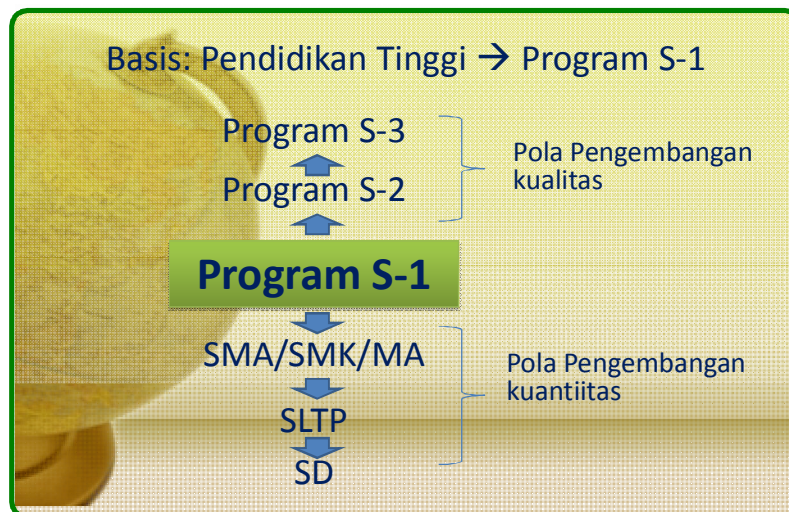 Basis: Pendidikan Tinggi → Program S-1
Program S-3
Pola Pengembangan
kualitas
Program S-2
Program S-1
SMA/SMK/MA
Pola Pengembangan
kuantiitas
SLTP
SD